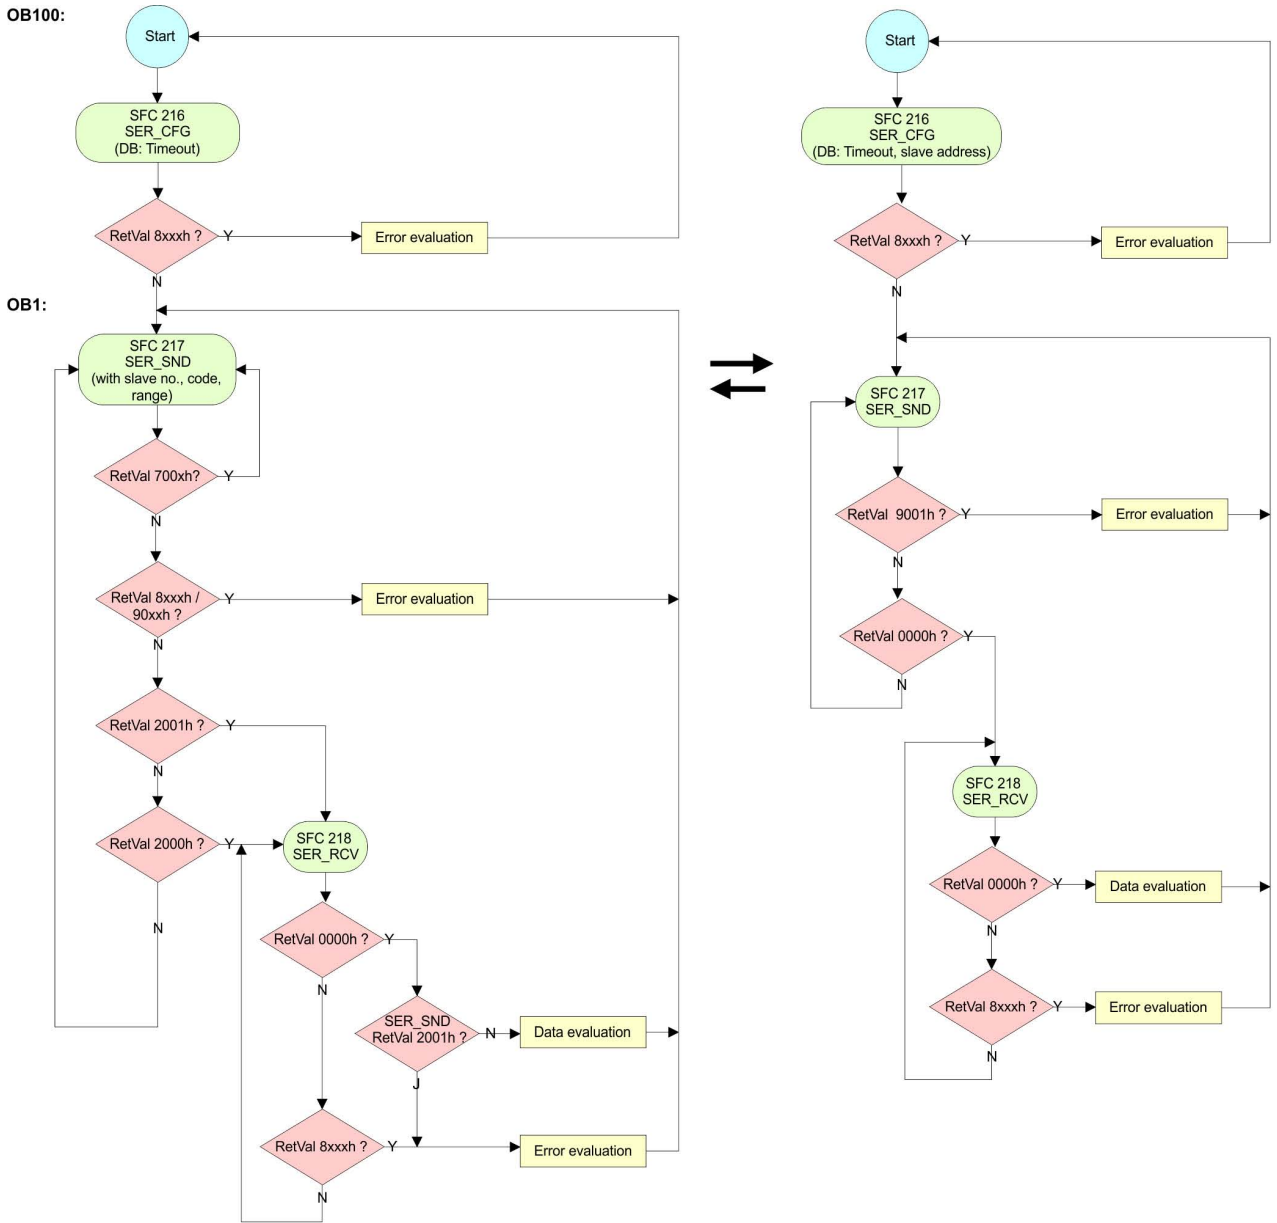 OB100:
Start
SFC 216
SER_CFG
(DB: Timeout)
RetVal 8xxxh ?
Y
Error evaluation
N
OB1:
SFC 217
SER_SND
(with slave no., code,
range)
RetVal 700xh?
Y
N
RetVal 8xxxh /
90xxh ?
Y
Error evaluation
N
RetVal 2001h ?
Y
N
RetVal 2000h ?
Y
N
SFC 218
SER_RCV
RetVal 0000h ?
Y
N
SER_SND
RetVal 2001h ?
N
Data evaluation
J
RetVal 8xxxh ?
Y
Error evaluation
N
Start
SFC 216
SER_CFG
(DB: Timeout, slave address)
RetVal 8xxxh ?
Y
Error evaluation
N
SFC 217
SER_SND
RetVal  9001h ?
Y
Error evaluation
N
RetVal 0000h ?
Y
N
SFC 218
SER_RCV
RetVal 0000h ?
Y
Data evaluation
N
RetVal 8xxxh ?
Y
Error evaluation
N